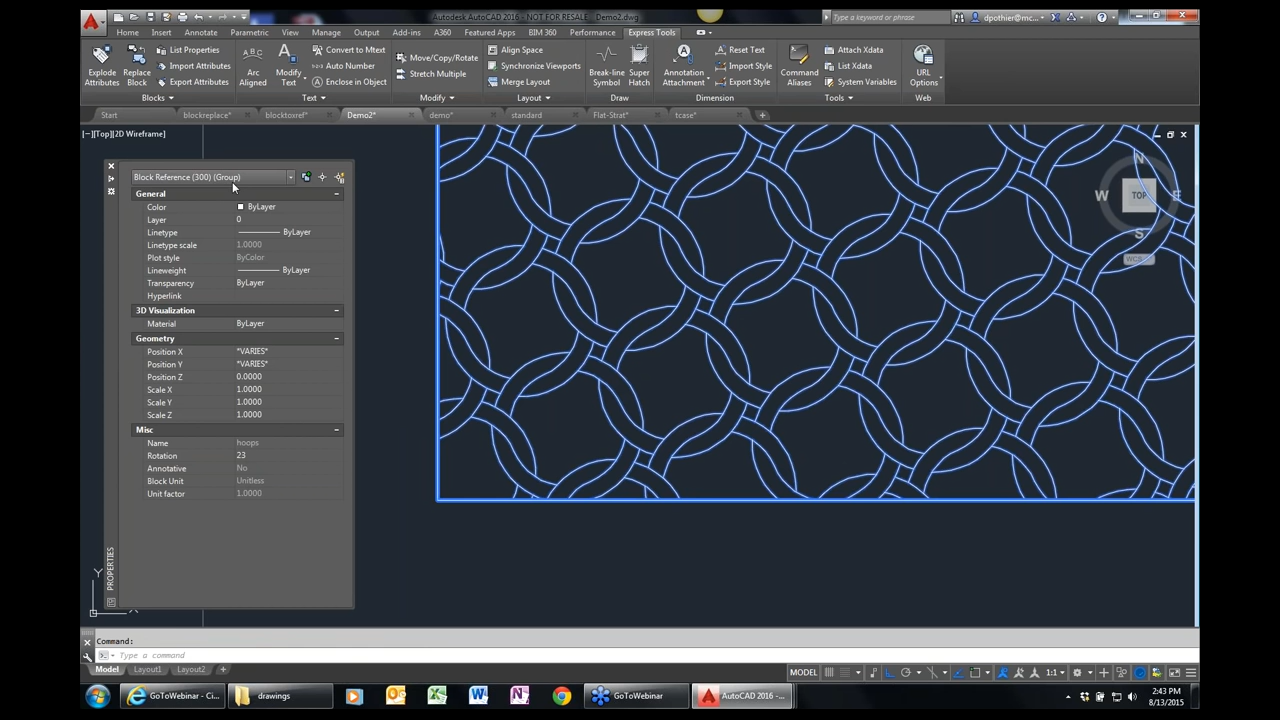 Autodesk AutoCAD 2016 - NOT FOR RESALE Demo2.dwg
Type a keyword or phrase
dpothier@mc...
Home Insert Annotate Parametric View Manage Output Add-ins A360 Featured Apps BIM 360 Performance Express Tools
Explode Attributes
Replace Block
List Properties
Import Attributes
Export Attributes
Arc Aligned
Modify Text
Convert to Mtext
Auto Number
Enclose in Object
Move/Copy/Rotate
Stretch Multiple
Align Space
Synchronize Viewports
Merge Layout
Break-line Symbol
Super Hatch
Annotation Attachment
Reset Text
Import Style
Export Style
Command Aliases
Attach Xdata
List Xdata
System Variables
URL Options
Blocks Text Modify Layout Draw Dimension Tools Web
Start blockreplace* blocktoxref* Demo2* demo* standard Flat-Strat* tcase*
[−][Top][2D Wireframe]
N
W TOP E
S
WCS
Block Reference (300) (Group)
General
Color ByLayer
Layer 0
Linetype ByLayer
Linetype scale 1.0000
Plot style ByColor
Lineweight ByLayer
Transparency ByLayer
Hyperlink
3D Visualization
Material ByLayer
Geometry
Position X *VARIES*
Position Y *VARIES*
Position Z 0.0000
Scale X 1.0000
Scale Y 1.0000
Scale Z 1.0000
Misc
Name hoops
Rotation 23
Annotative No
Block Unit Unitless
Unit factor 1.0000
PROPERTIES
Y
X
Command:
Type a command
Model Layout1 Layout2
MODEL 1:1
GoToWebinar - Ci...
drawings
GoToWebinar
AutoCAD 2016 -...
2:43 PM
8/13/2015